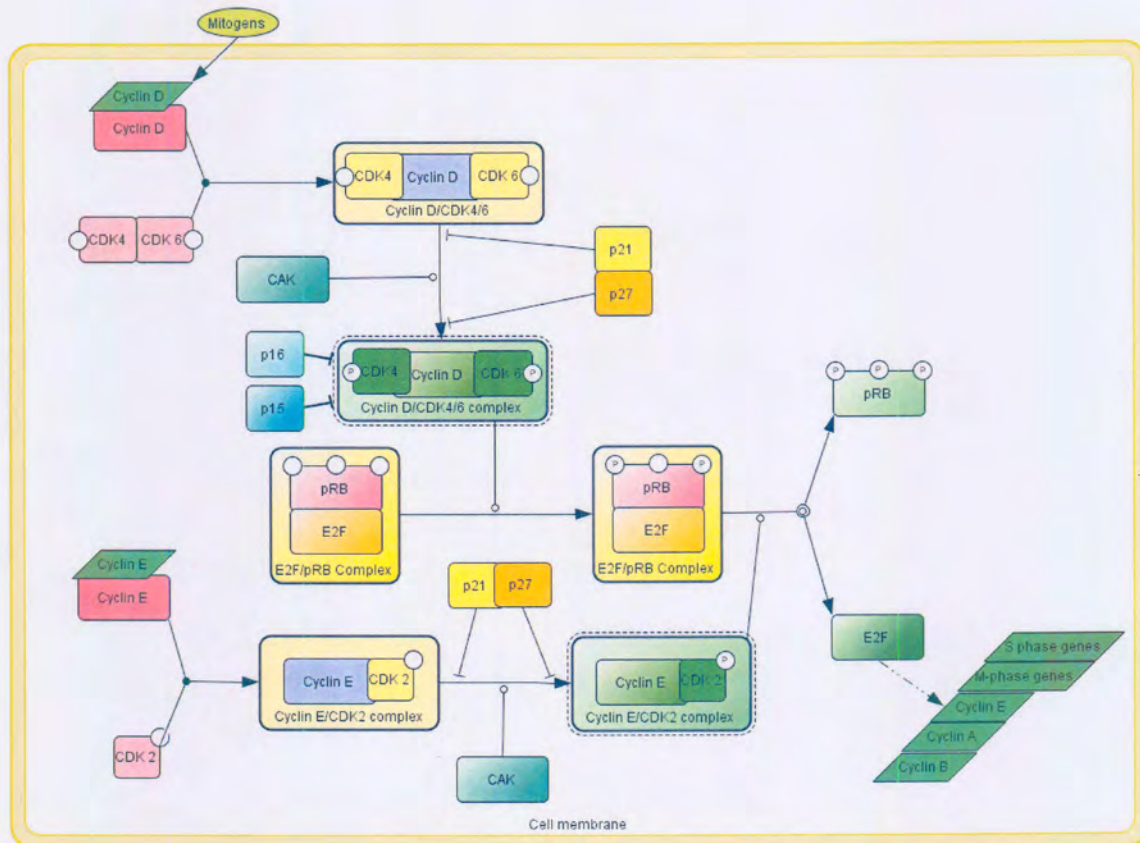 Mitogens
Cyclin D
Cyclin D
CDK4 CDK 6
CDK4 Cyclin D CDK 6
Cyclin D/CDK4/6
p21
p27
CAK
p16
p15
P CDK4 Cyclin D CDK 6 P
Cyclin D/CDK4/6 complex
P P P
pRB
pRB
E2F
E2F/pRB Complex
P P
pRB
E2F
E2F/pRB Complex
Cyclin E
Cyclin E
p21 p27
CDK 2
Cyclin E CDK 2
Cyclin E/CDK2 complex
P
Cyclin E CDK 2
Cyclin E/CDK2 complex
CAK
E2F
S phase genes
M-phase genes
Cyclin E
Cyclin A
Cyclin B
Cell membrane